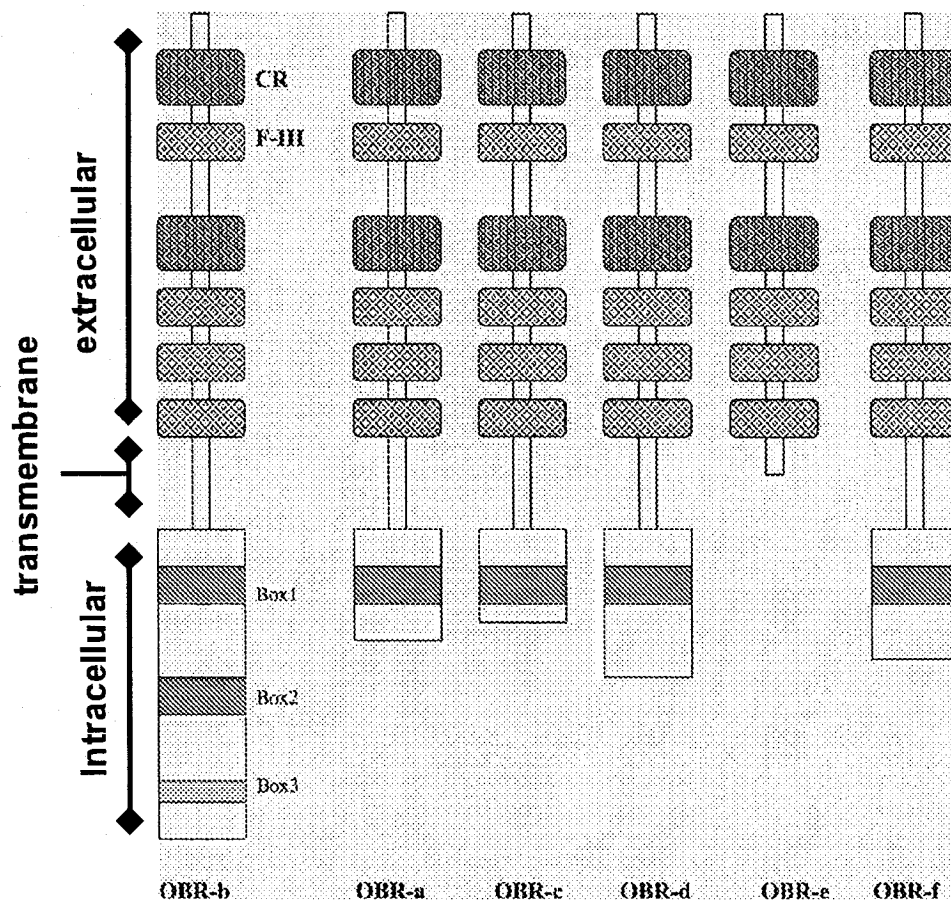 CR
F-III
extracellular
transmembrane
Box1
Intracellular
Box2
Box3
OBR-b OBR-a OBR-c OBR-d OBR-e OBR-f